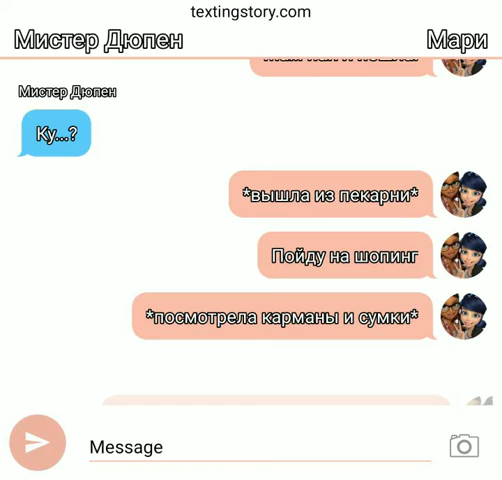 textingstory.com
Мистер Дюпен
Мари
Мистер Дюпен
Ку...?
*вышла из пекарни*
Пойду на шопинг
*посмотрела карманы и сумки*
Message